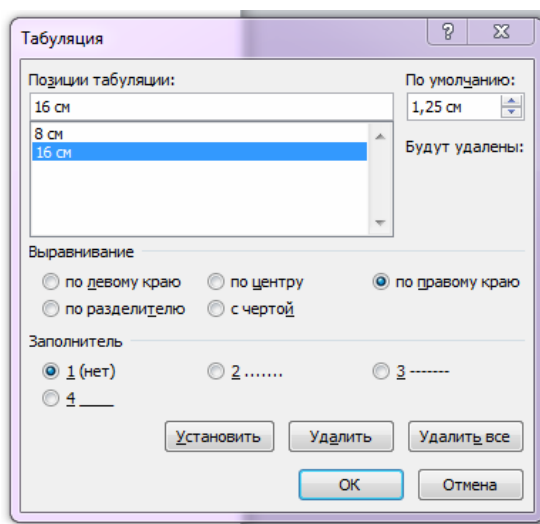 Табуляция
Позиции табуляции:
По умолчанию:
16 см
1,25 см
8 см
16 см
Будут удалены:
Выравнивание
по левому краю
по центру
по правому краю
по разделителю
с чертой
Заполнитель
1 (нет)
2 .......
3 -------
4 ____
Установить
Удалить
Удалить все
ОК
Отмена